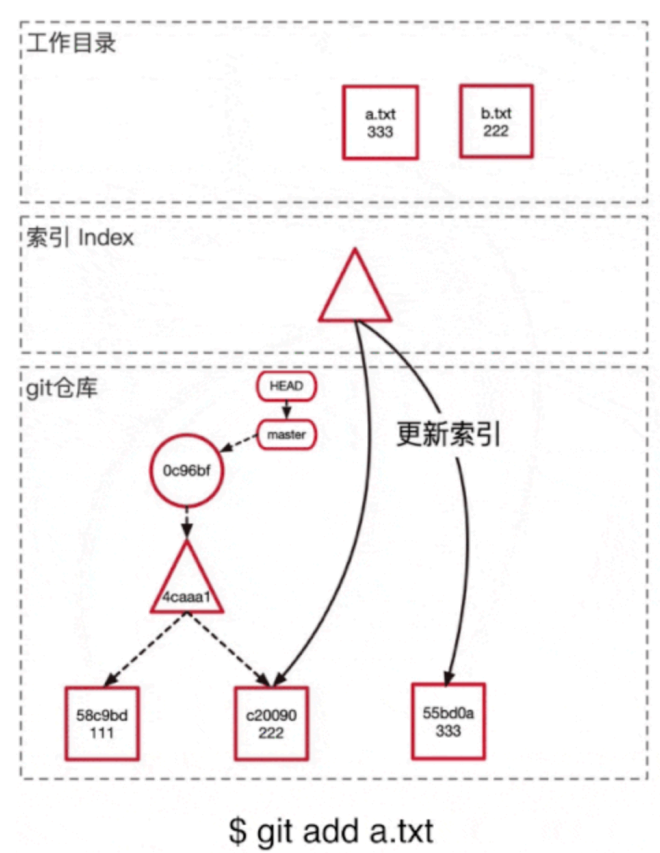 工作目录
a.txt
333
b.txt
222
索引 Index
git仓库
HEAD
master
更新索引
0c96bf
4caaa1
58c9bd
111
c20090
222
55bd0a
333
$ git add a.txt